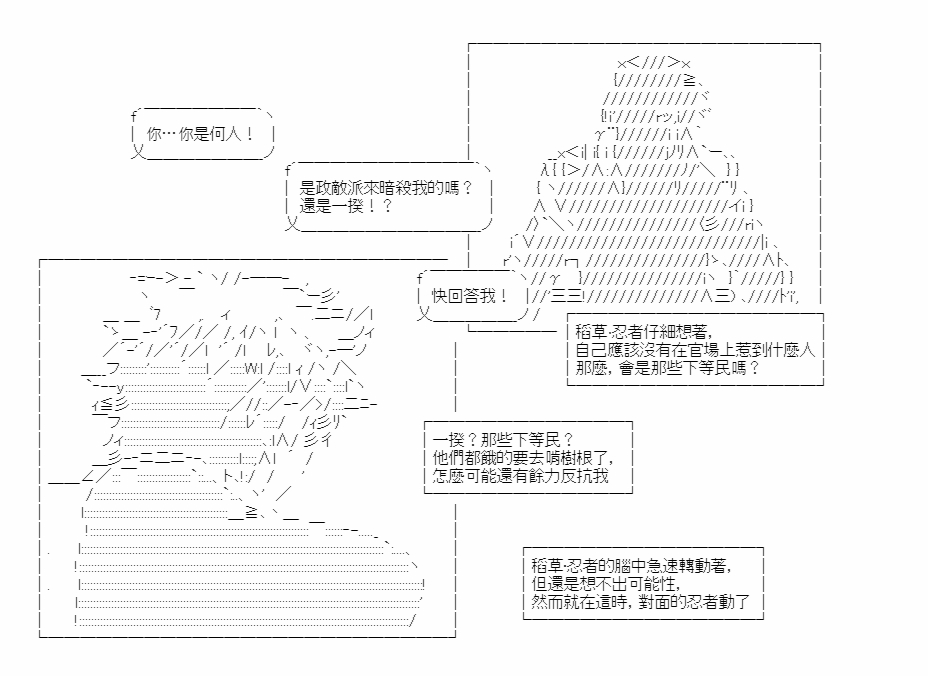 你…你是何人！
是政敵派來暗殺我的嗎？
還是一揆！？
快回答我！
稻草·忍者仔細想著，
自己應該沒有在官場上惹到什麼人
那麼，會是那些下等民嗎？
一揆？那些下等民？
他們都餓的要去啃樹根了，
怎麼可能還有餘力反抗我
稻草·忍者的腦中急速轉動著，
但還是想不出可能性，
然而就在這時，對面的忍者動了